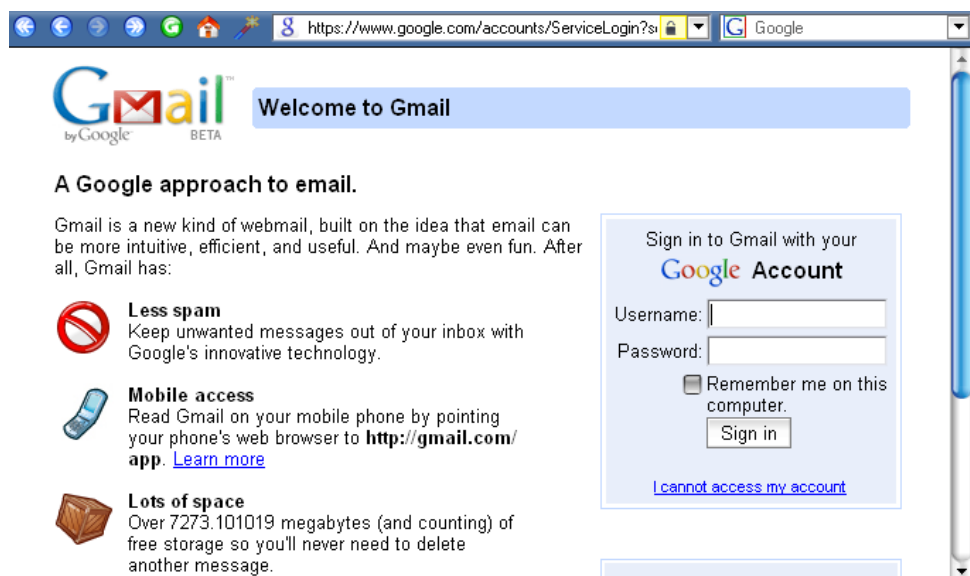 https://www.google.com/accounts/ServiceLogin?s
Google
Gmail™
by Google
BETA
Welcome to Gmail
A Google approach to email.
Gmail is a new kind of webmail, built on the idea that email can
be more intuitive, efficient, and useful. And maybe even fun. After
all, Gmail has:
Less spam
Keep unwanted messages out of your inbox with
Google's innovative technology.
Mobile access
Read Gmail on your mobile phone by pointing
your phone's web browser to http://gmail.com/
app. Learn more
Lots of space
Over 7273.101019 megabytes (and counting) of
free storage so you'll never need to delete
another message.
Sign in to Gmail with your
Google Account
Username:
Password:
Remember me on this
computer.
Sign in
I cannot access my account